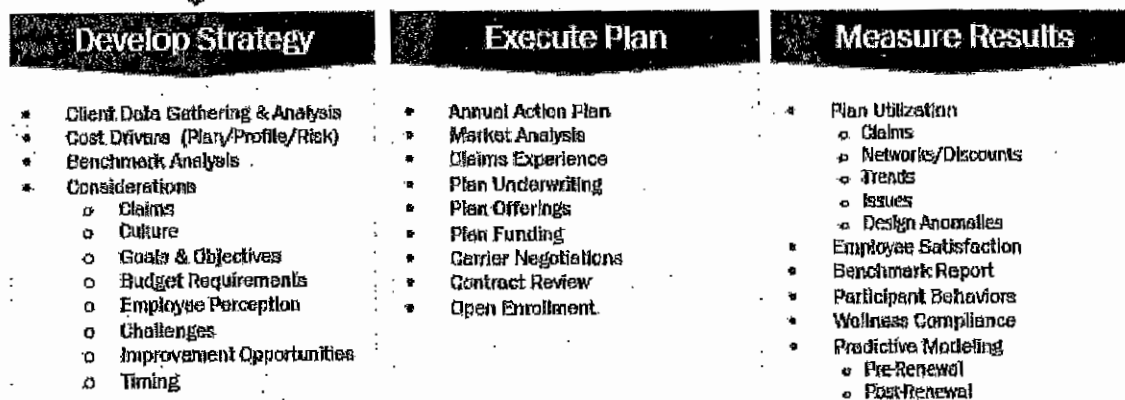 Develop Strategy
• Client Data Gathering & Analysis
• Cost Drivers (Plan/Profile/Risk)
• Benchmark Analysis
• Considerations
o Claims
o Culture
o Goals & Objectives
o Budget Requirements
o Employee Perception
o Challenges
o Improvement Opportunities
o Timing
Execute Plan
• Annual Action Plan
• Market Analysis
• Claims Experience
• Plan Underwriting
• Plan Offerings
• Plan Funding
• Carrier Negotiations
• Contract Review
• Open Enrollment
Measure Results
• Plan Utilization
o Claims
o Networks/Discounts
o Trends
o Issues
o Design Anomalies
• Employee Satisfaction
• Benchmark Report
• Participant Behaviors
• Wellness Compliance
• Predictive Modeling
o Pre-Renewal
o Post-Renewal